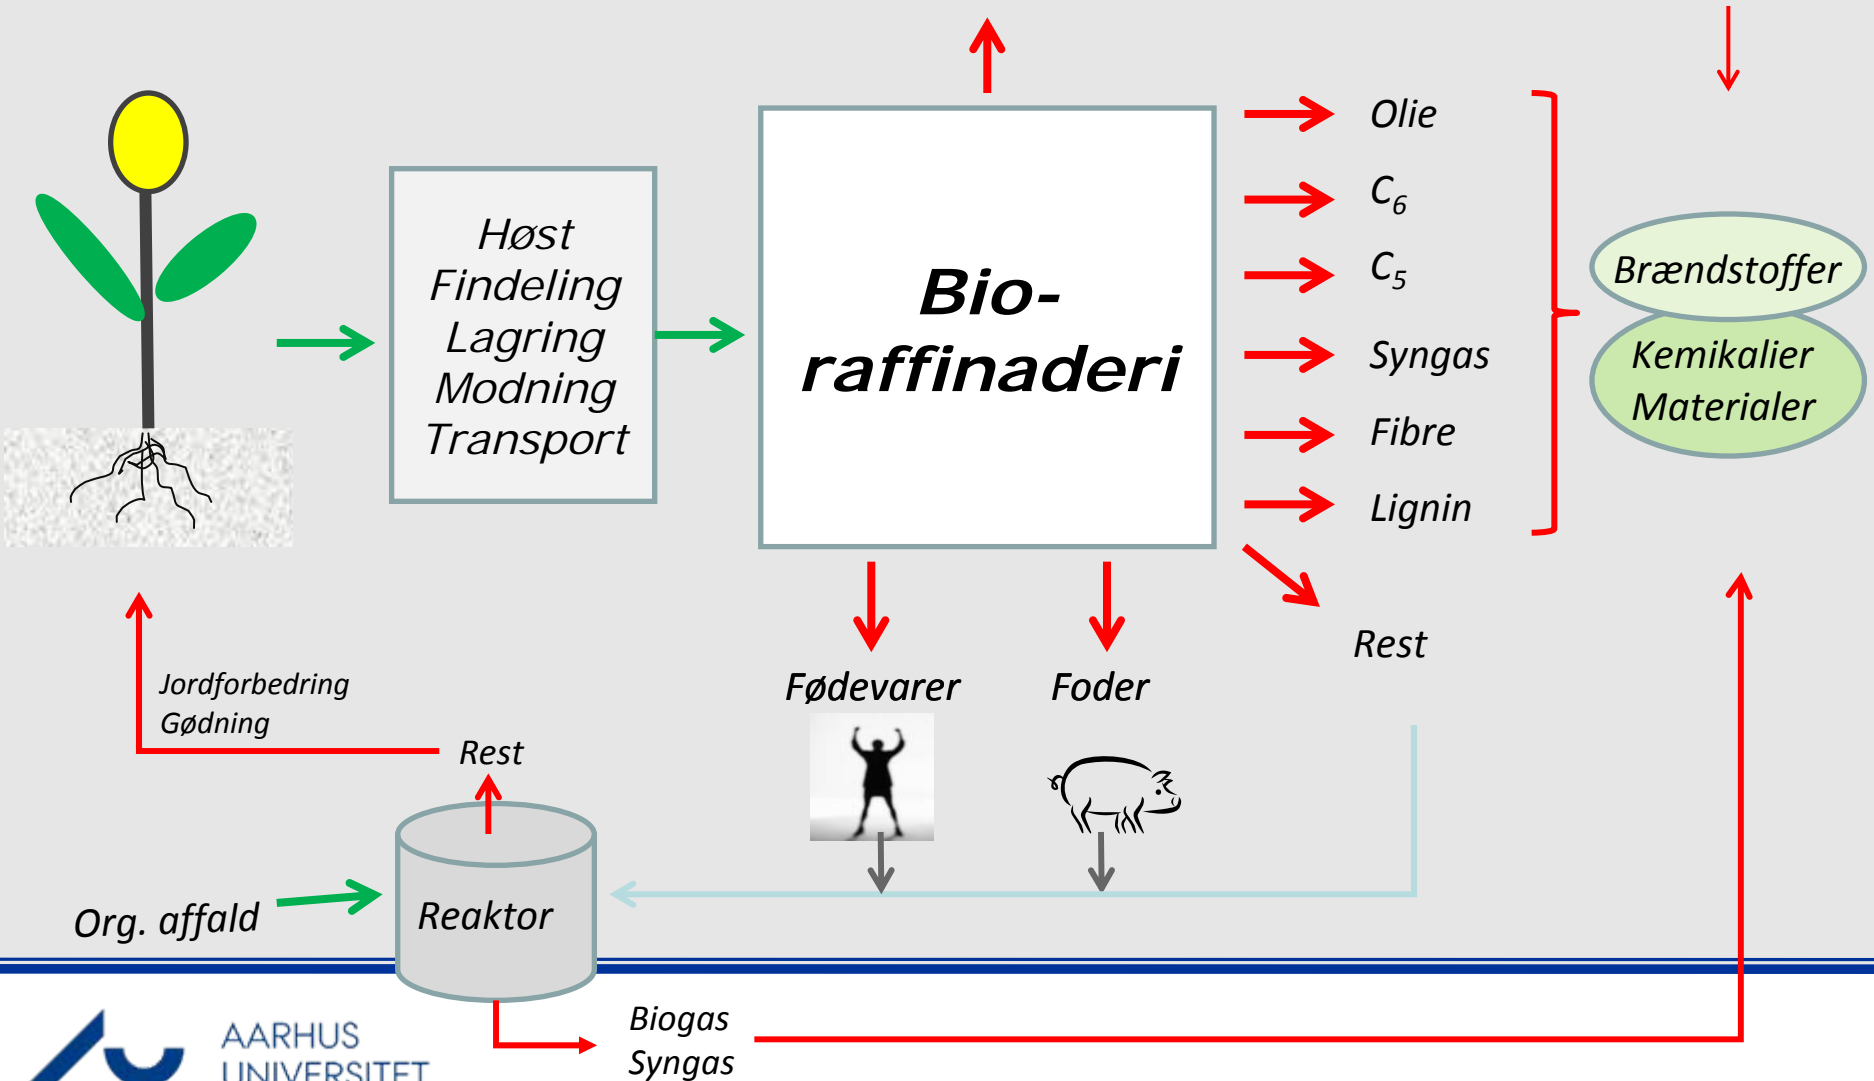 Høst
Findeling
Lagring
Modning
Transport
Bio-
raffinaderi
Olie
C₆
C₅
Syngas
Fibre
Lignin
Brændstoffer
Kemikalier
Materialer
Rest
Fødevarer
Foder
Jordforbedring
Gødning
Rest
Org. affald
Reaktor
Biogas
Syngas
AARHUS
UNIVERSITET